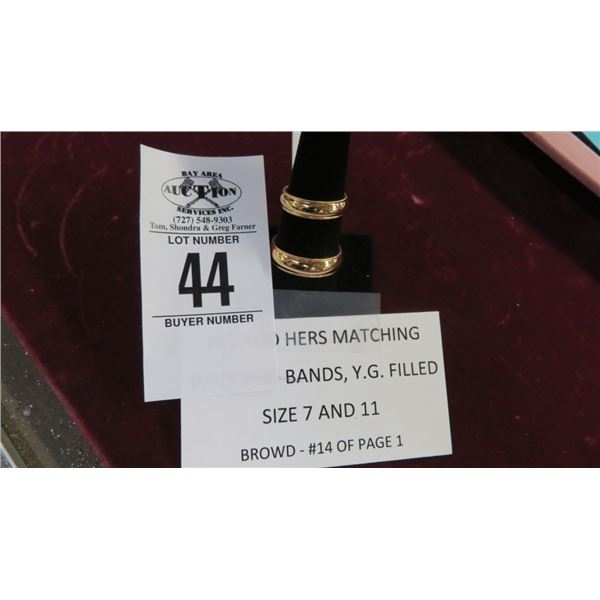 BAY AREA
AUCTION
SERVICES INC.
(727) 548-9303
Tom, Shondra & Greg Farner
LOT NUMBER
44
BUYER NUMBER
HERS MATCHING
BANDS, Y.G. FILLED
SIZE 7 AND 11
BROWD - #14 OF PAGE 1